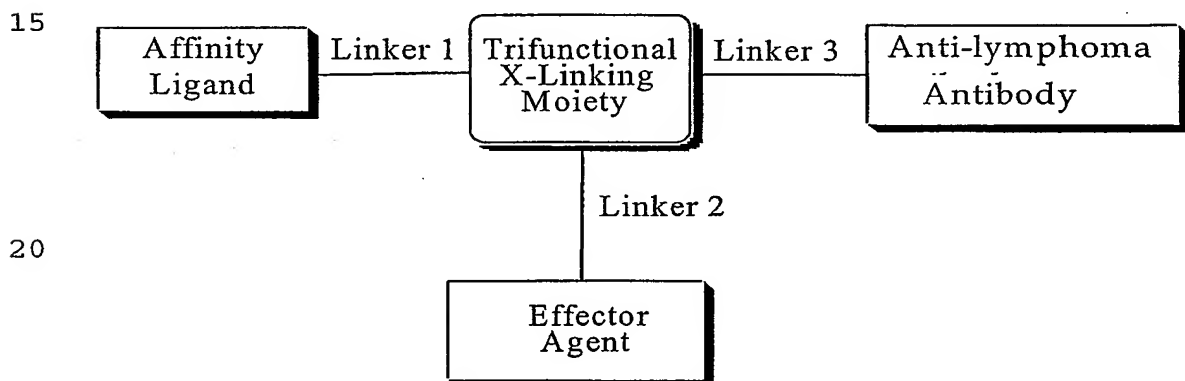 15
Affinity
Ligand
Linker 1
Trifunctional
X-Linking
Moiety
Linker 3
Anti-lymphoma
Antibody
Linker 2
20
Effector
Agent